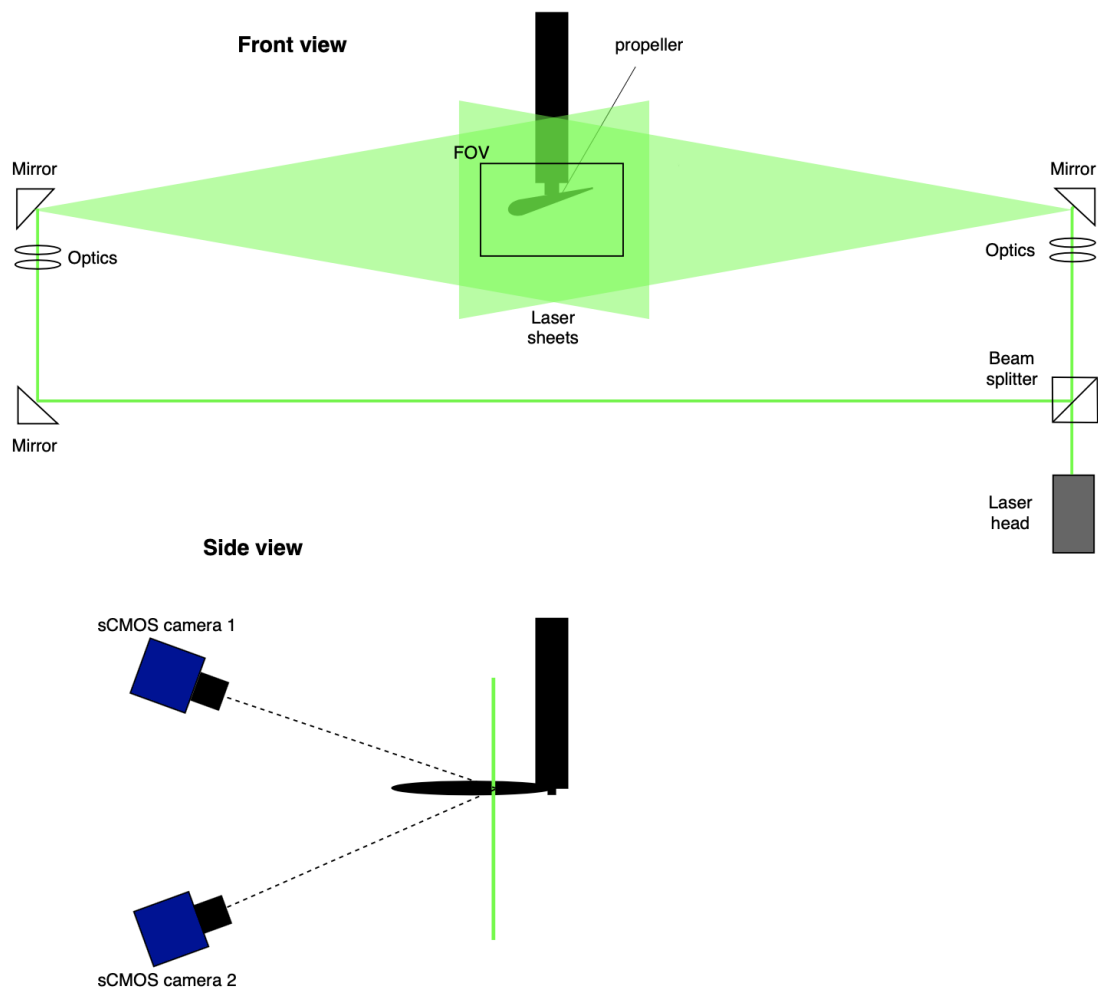 Front view
propeller
FOV
Mirror
Mirror
Optics
Optics
Laser
sheets
Beam
splitter
Mirror
Laser
head
Side view
sCMOS camera 1
sCMOS camera 2